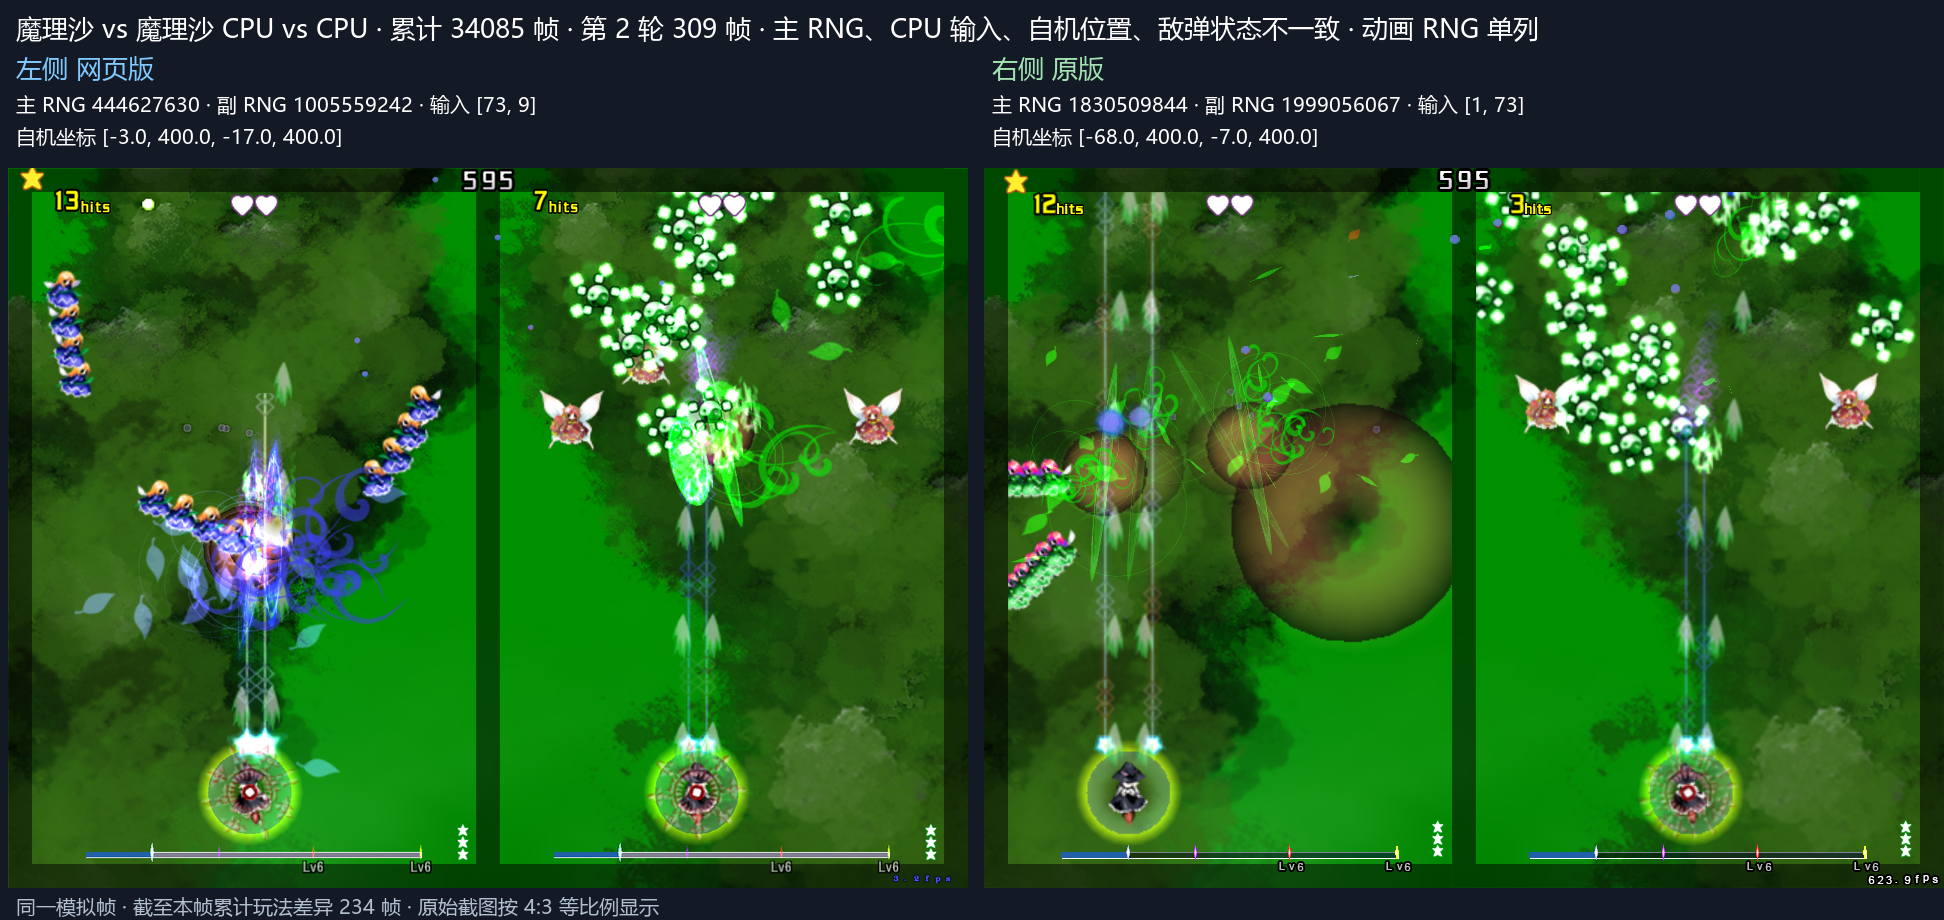 魔理沙 vs 魔理沙 CPU vs CPU · 累计 34085 帧 · 第 2 轮 309 帧 · 主 RNG、CPU 输入、自机位置、敌弹状态不一致 · 动画 RNG 单列
左侧 网页版
主 RNG 444627630 · 副 RNG 1005559242 · 输入 [73, 9]
自机坐标 [-3.0, 400.0, -17.0, 400.0]
右侧 原版
主 RNG 1830509844 · 副 RNG 1999056067 · 输入 [1, 73]
自机坐标 [-68.0, 400.0, -7.0, 400.0]
595
13hits
7hits
Lv6
Lv6
Lv6
Lv6
3.2fps
595
12hits
3hits
Lv6
Lv6
Lv6
Lv6
623.9fps
同一模拟帧 · 截至本帧累计玩法差异 234 帧 · 原始截图按 4:3 等比例显示